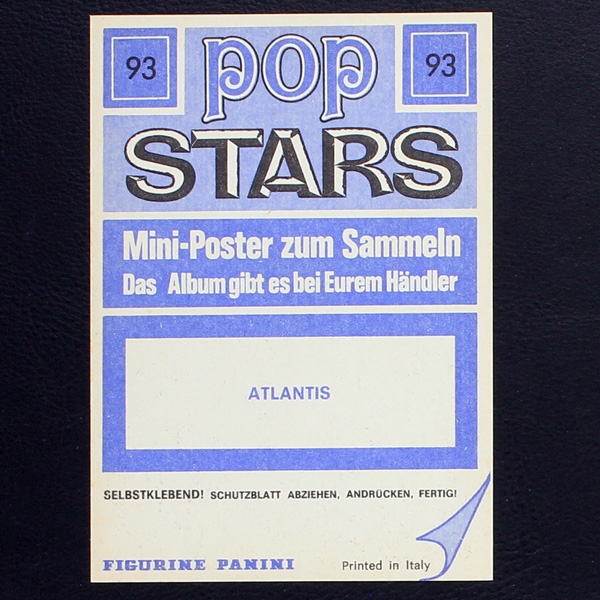 93 pop 93
STARS
Mini-Poster zum Sammeln
Das Album gibt es bei Eurem Händler
ATLANTIS
SELBSTKLEBEND! SCHUTZBLATT ABZIEHEN, ANDRÜCKEN, FERTIG!
FIGURINE PANINI Printed in Italy